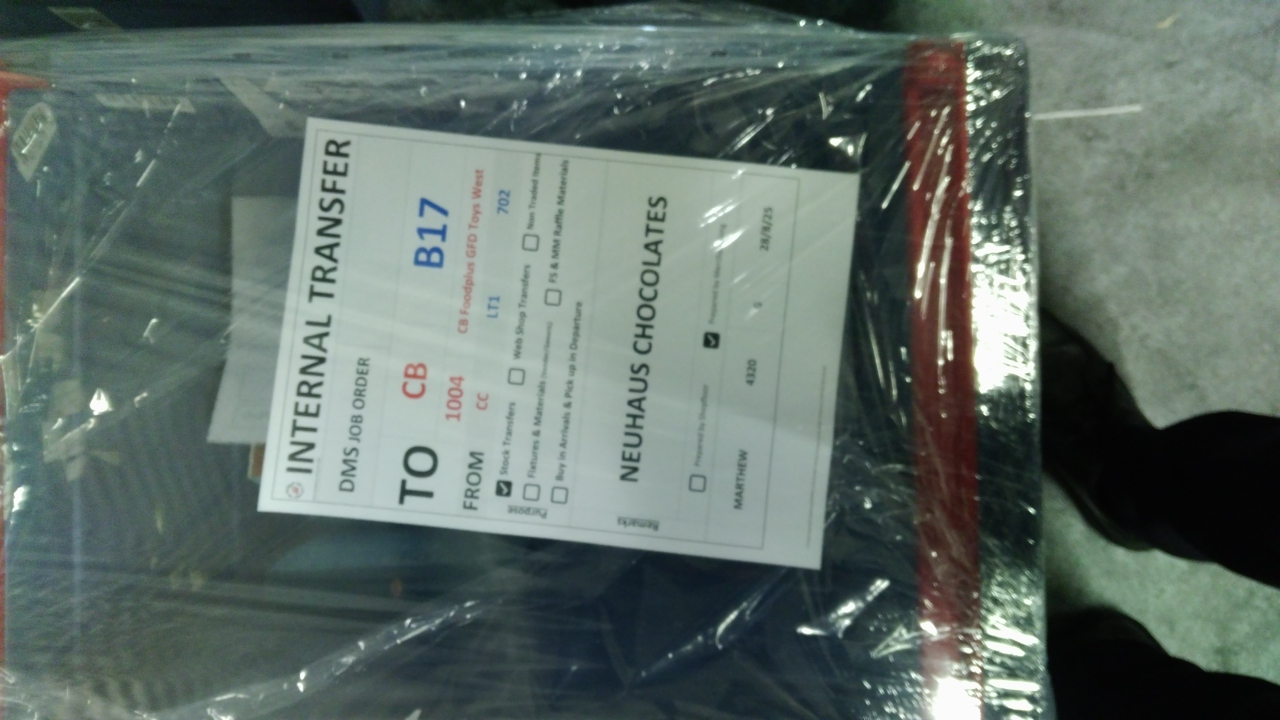 INTERNAL TRANSFER
DMS JOB ORDER
TO CB B17
1004 CB Foodplus GFD Toys West
FROM CC LT1 702
Purpose
Stock Transfers Web Shop Transfers Non Traded Items
Fixtures & Materials FS & MM Raffle Materials
Buy in Arrivals & Pick up in Departure
Remarks
NEUHAUS CHOCOLATES
Prepared by Prepared by
MARTHEW 4320 28/8/25